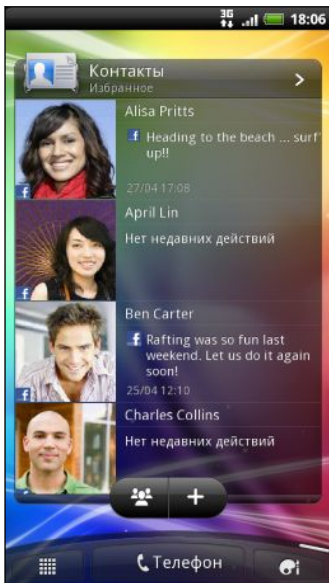 3G
18:06
Контакты
Избранное
Alisa Pritts
Heading to the beach ... surf
up!!
27/04 17:08
April Lin
Нет недавних действий
Ben Carter
Rafting was so fun last
weekend. Let us do it again
soon!
25/04 12:10
Charles Collins
Нет недавних действий
Телефон